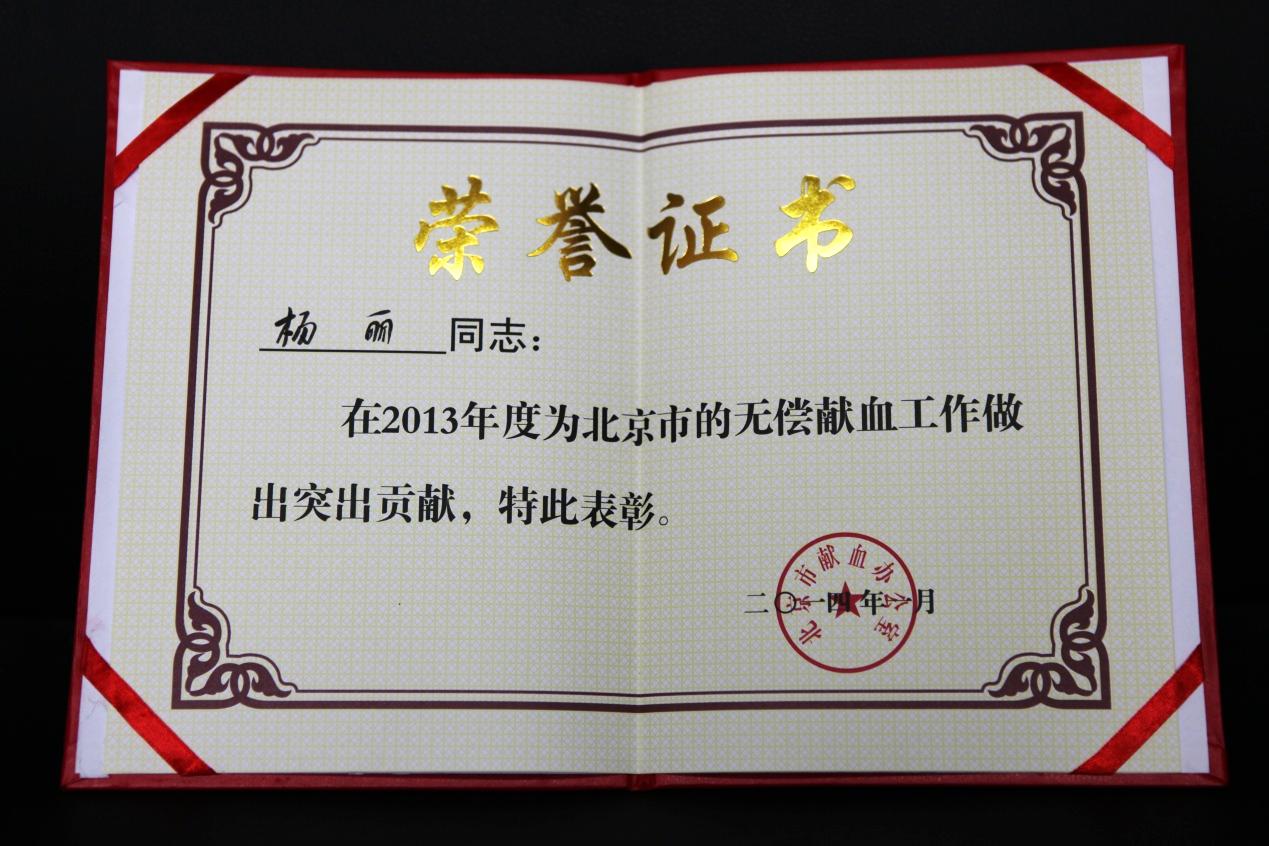 荣誉证书
杨 丽 同志：
在2013年度为北京市的无偿献血工作做
出突出贡献，特此表彰。
北京市献血办公室
二〇一四年一月